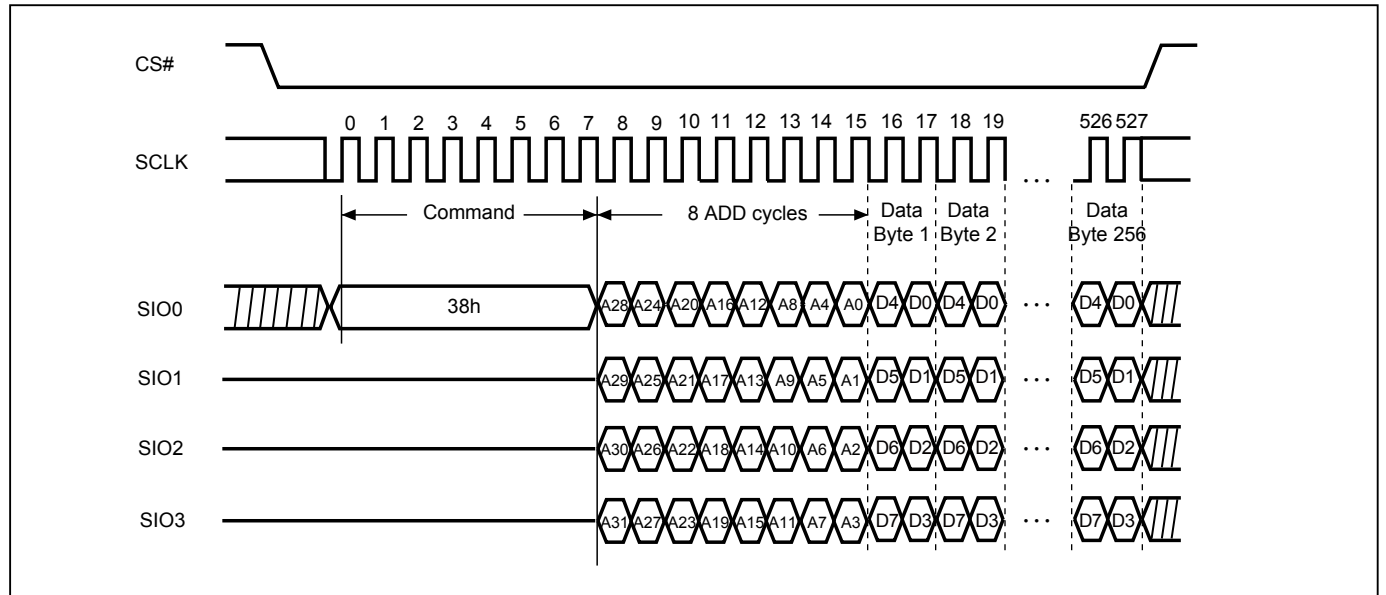 CS#
0 1 2 3 4 5 6 7 8 9 10 11 12 13 14 15 16 17 18 19 526 527
SCLK
...
Command 8 ADD cycles Data Byte 1 Data Byte 2 Data Byte 256
SIO0 38h A28 A24 A20 A16 A12 A8 A4 A0 D4 D0 D4 D0 ... D4 D0
SIO1 A29 A25 A21 A17 A13 A9 A5 A1 D5 D1 D5 D1 ... D5 D1
SIO2 A30 A26 A22 A18 A14 A10 A6 A2 D6 D2 D6 D2 ... D6 D2
SIO3 A31 A27 A23 A19 A15 A11 A7 A3 D7 D3 D7 D3 ... D7 D3